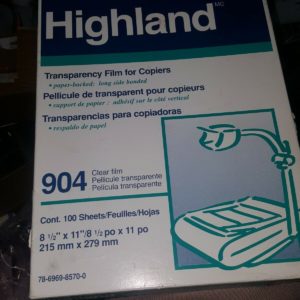 Highland MC
Transparency Film for Copiers
• paper-backed: long side bonded
Pellicule de transparent pour copieurs
• support de papier : adhésif sur le côté vertical
Transparencias para copiadoras
• respaldo de papel
904
Clear film
Pellicule transparente
Película transparente
Cont. 100 Sheets/Feuilles/Hojas
8 1/2" x 11"/8 1/2 po x 11 po
215 mm x 279 mm
78-6969-8570-0